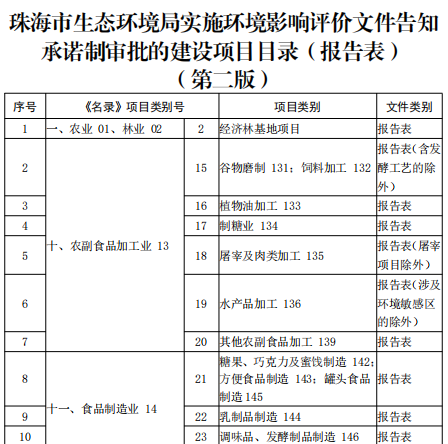 珠海市生态环境局实施环境影响评价文件告知
承诺制审批的建设项目目录（报告表）
（第二版）
序号 《名录》项目类别号 项目类别 文件类别
1 一、农业 01、林业 02 2 经济林基地项目 报告表
2 十、农副食品加工业 13 15 谷物磨制 131；饲料加工 132 报告表（含发
酵工艺的除
外）
3 16 植物油加工 133 报告表
4 17 制糖业 134 报告表
5 18 屠宰及肉类加工 135 报告表（屠宰
项目除外）
6 19 水产品加工 136 报告表（涉及
环境敏感区
的除外）
7 20 其他农副食品加工 139 报告表
8 十一、食品制造业 14 21 糖果、巧克力及蜜饯制造 142；
方便食品制造 143；罐头食品
制造 145 报告表
9 22 乳制品制造 144 报告表
10 23 调味品、发酵制品制造 146 报告表